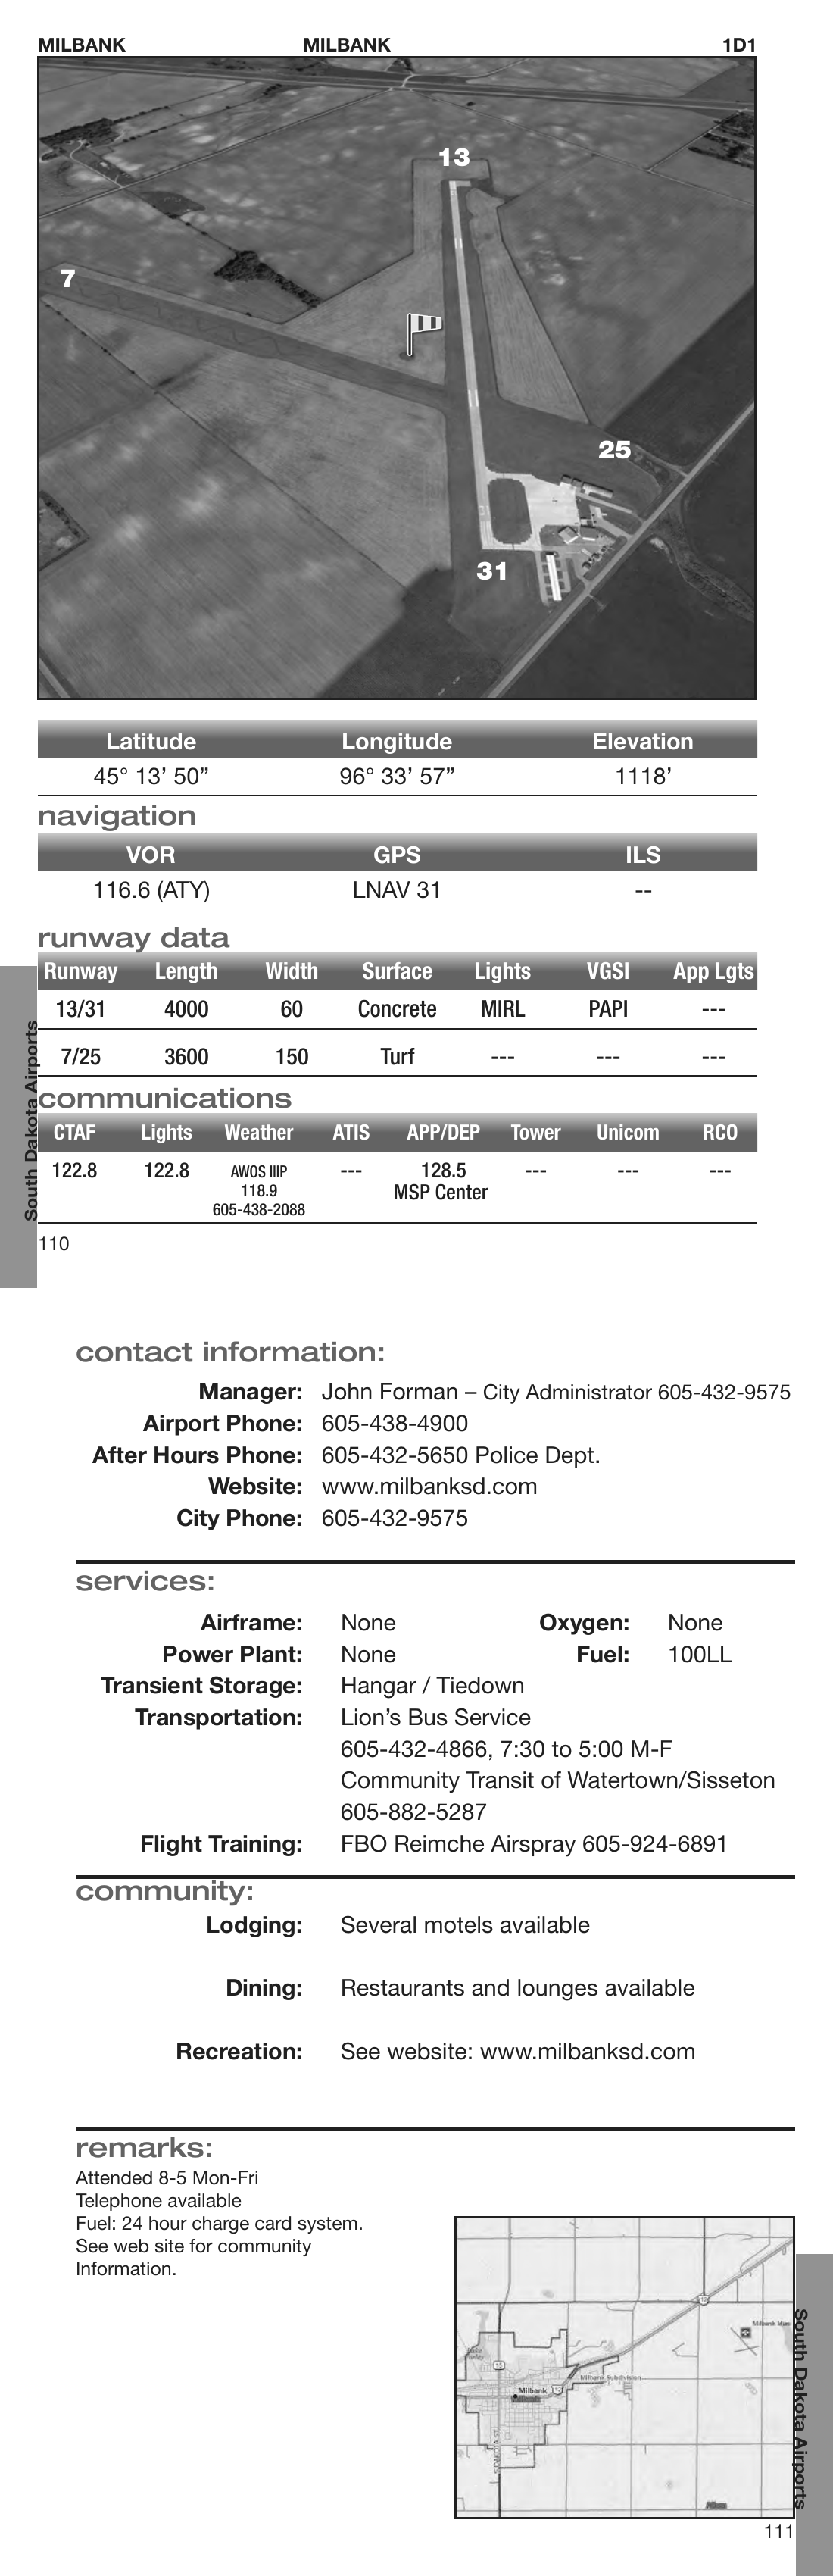 MILBANK MILBANK 1D1
13
7
25
31
Latitude Longitude Elevation
45° 13’ 50” 96° 33’ 57” 1118’
navigation
VOR GPS ILS
116.6 (ATY) LNAV 31 --
runway data
Runway Length Width Surface Lights VGSI App Lgts
13/31 4000 60 Concrete MIRL PAPI ---
7/25 3600 150 Turf --- --- ---
communications
CTAF Lights Weather ATIS APP/DEP Tower Unicom RCO
122.8 122.8 AWOS IIIP --- 128.5 --- --- ---
118.9 MSP Center
605-438-2088
South Dakota Airports
110
contact information:
Manager: John Forman – City Administrator 605-432-9575
Airport Phone: 605-438-4900
After Hours Phone: 605-432-5650 Police Dept.
Website: www.milbanksd.com
City Phone: 605-432-9575
services:
Airframe: None Oxygen: None
Power Plant: None Fuel: 100LL
Transient Storage: Hangar / Tiedown
Transportation: Lion’s Bus Service
605-432-4866, 7:30 to 5:00 M-F
Community Transit of Watertown/Sisseton
605-882-5287
Flight Training: FBO Reimche Airspray 605-924-6891
community:
Lodging: Several motels available
Dining: Restaurants and lounges available
Recreation: See website: www.milbanksd.com
remarks:
Attended 8-5 Mon-Fri
Telephone available
Fuel: 24 hour charge card system.
See web site for community
Information.
12
Milbank Mun
15
Milbank Subdivision
Milbank 12
Albee
South Dakota Airports
111